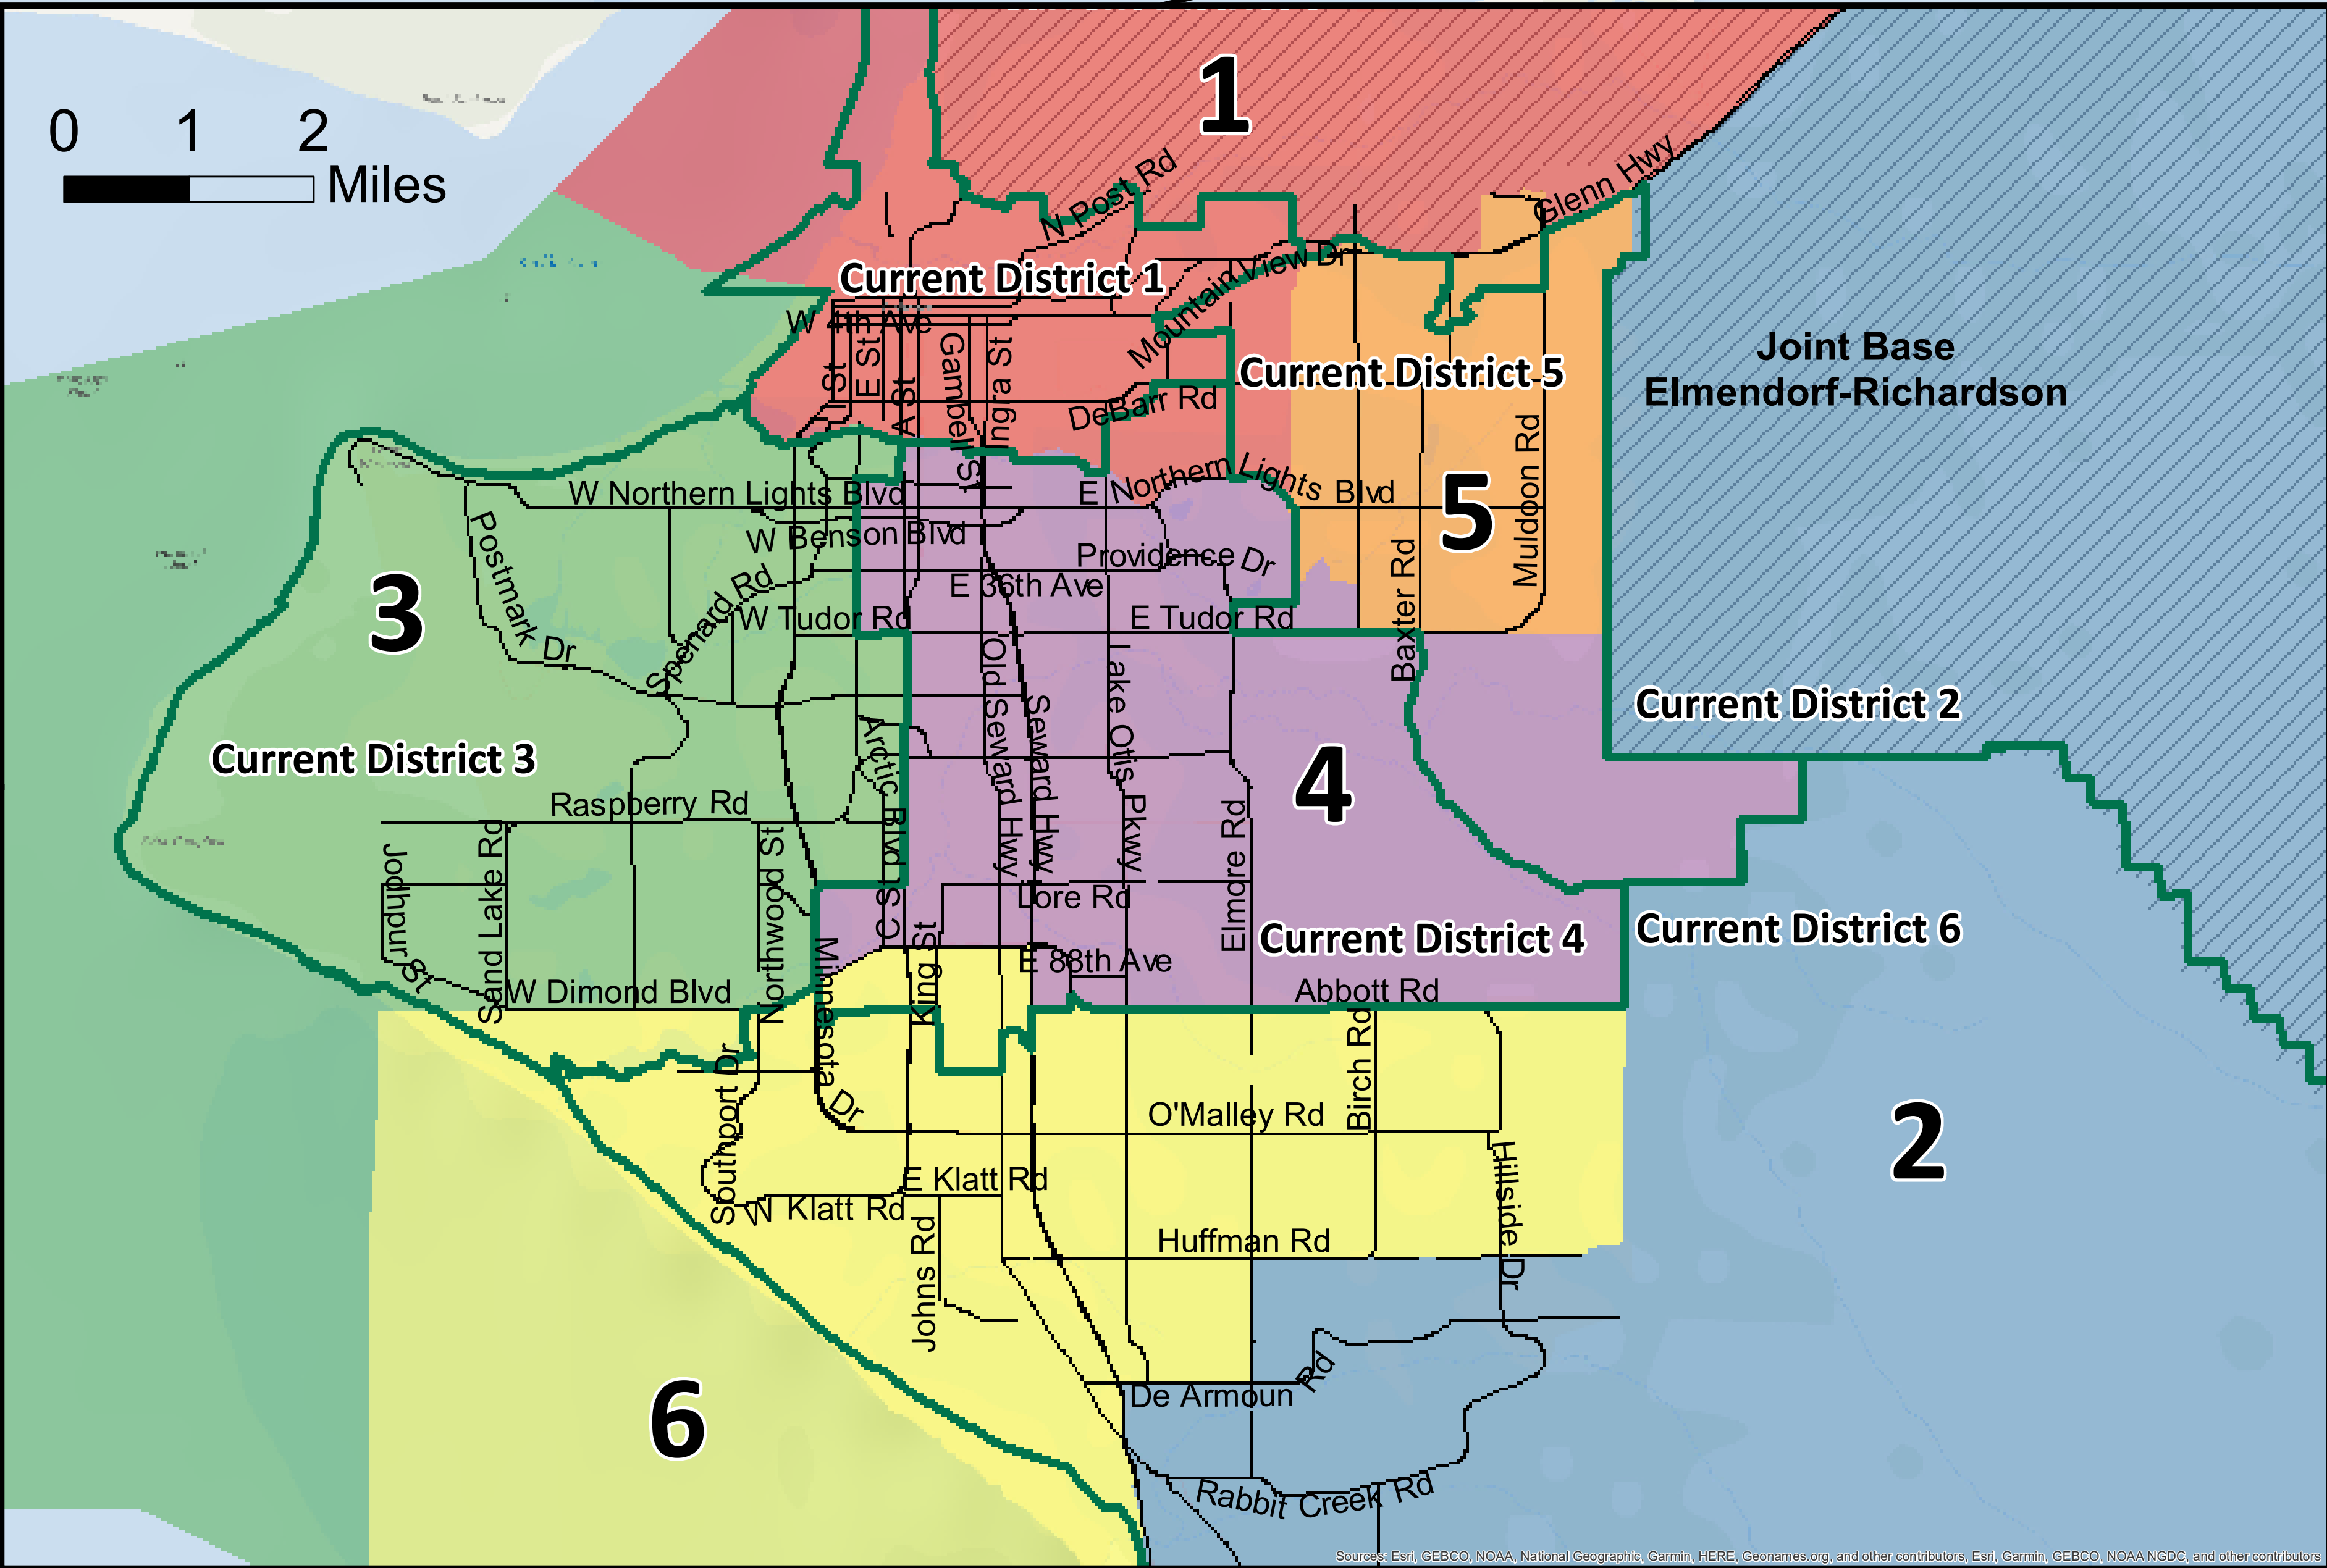 1
0 1 2
Miles
Glenn Hwy
N Post Rd
Current District 1
Mountain View Dr
W 4th Ave
I St
E St
A St
Gambell St
Ingra St
DeBarr Rd
Current District 5
Joint Base
Elmendorf-Richardson
W Northern Lights Blvd
E Northern Lights Blvd
5
Muldoon Rd
W Benson Blvd
Providence Dr
Postmark Dr
3
Spenard Rd
E 36th Ave
W Tudor Rd
E Tudor Rd
Baxter Rd
Old Seward Hwy
Seward Hwy
Lake Otis Pkwy
Current District 2
Current District 3
Arctic Blvd
4
Raspberry Rd
Jodhpur St
Sand Lake Rd
Northwood St
C St
Lore Rd
Elmore Rd
King St
Current District 4
Current District 6
E 88th Ave
W Dimond Blvd
Minnesota Dr
Abbott Rd
Southport Dr
Birch Rd
O'Malley Rd
2
E Klatt Rd
W Klatt Rd
Hillside Dr
Johns Rd
Huffman Rd
De Armoun Rd
6
Rabbit Creek Rd
Sources: Esri, GEBCO, NOAA, National Geographic, Garmin, HERE, Geonames.org, and other contributors, Esri, Garmin, GEBCO, NOAA NGDC, and other contributors